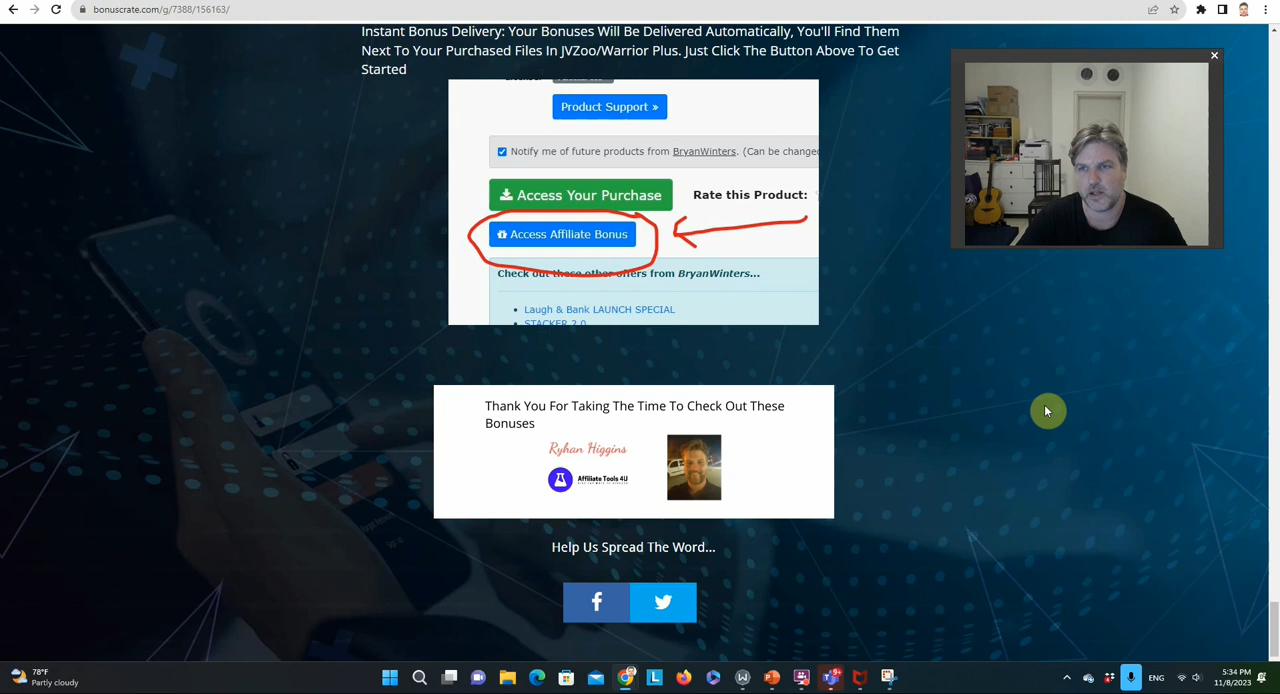 bonuscrate.com/g/7388/156163/
Instant Bonus Delivery: Your Bonuses Will Be Delivered Automatically, You'll Find Them
Next To Your Purchased Files In JVZoo/Warrior Plus. Just Click The Button Above To Get
Started
Product Support »
Notify me of future products from BryanWinters. (Can be changed
Access Your Purchase
Rate this Product:
Access Affiliate Bonus
Check out these other offers from BryanWinters...
Laugh & Bank LAUNCH SPECIAL
STACKER 2.0
Thank You For Taking The Time To Check Out These
Bonuses
Ryhan Higgins
Affiliate Tools 4U
Help Us Spread The Word...
78°F
Partly cloudy
9+
ENG
5:34 PM
11/8/2023